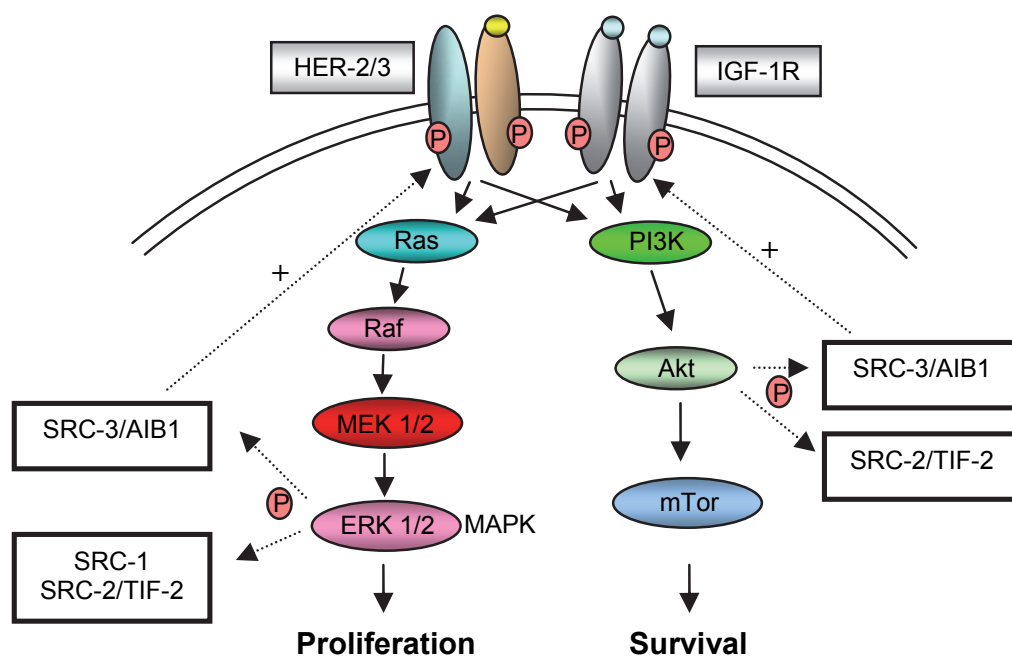 HER-2/3
IGF-1R
P
P
P
P
Ras
PI3K
+
+
Raf
Akt
SRC-3/AIB1
P
SRC-3/AIB1
MEK 1/2
SRC-2/TIF-2
P
ERK 1/2 MAPK
mTor
SRC-1
SRC-2/TIF-2
Proliferation
Survival